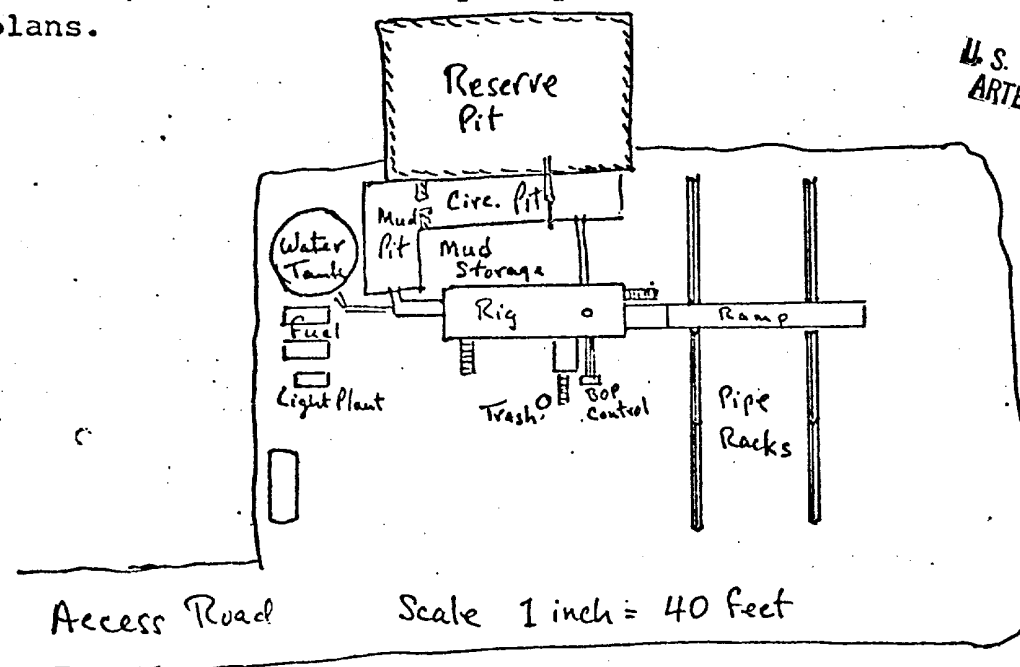 plans.
U. S.
ARTE
Reserve
Pit
Circ. Pit
Mud
Pit
Water
Tank
Mud
Storage
Rig
Ramp
Fuel
Light Plant
Trash
BOP
Control
Pipe
Racks
Access Road
Scale 1 inch = 40 feet